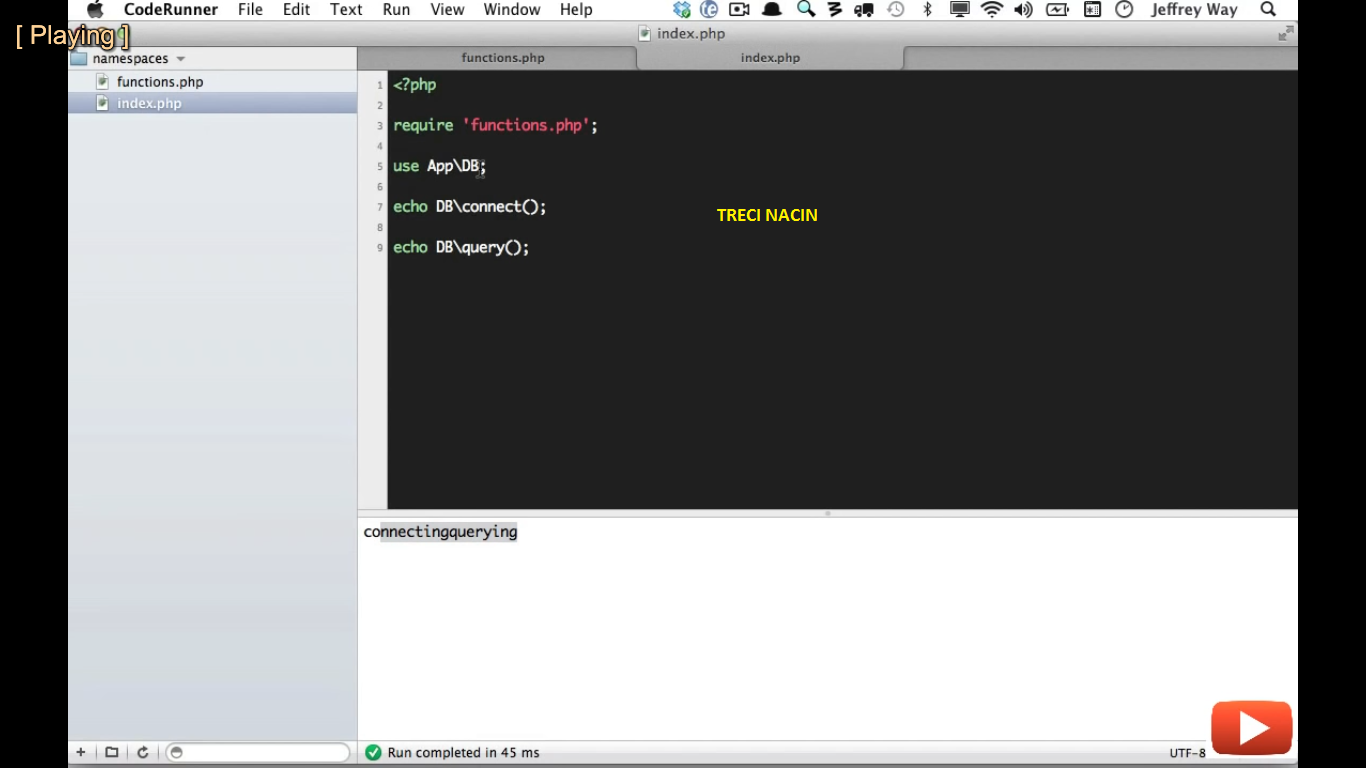 CodeRunner File Edit Text Run View Window Help Jeffrey Way
[ Playing ]
index.php
namespaces
functions.php
index.php
functions.php index.php
1 <?php
2
3 require 'functions.php';
4
5 use App\DB;
6
7 echo DB\connect();
8
9 echo DB\query();
TRECI NACIN
connectingquerying
Run completed in 45 ms
UTF-8